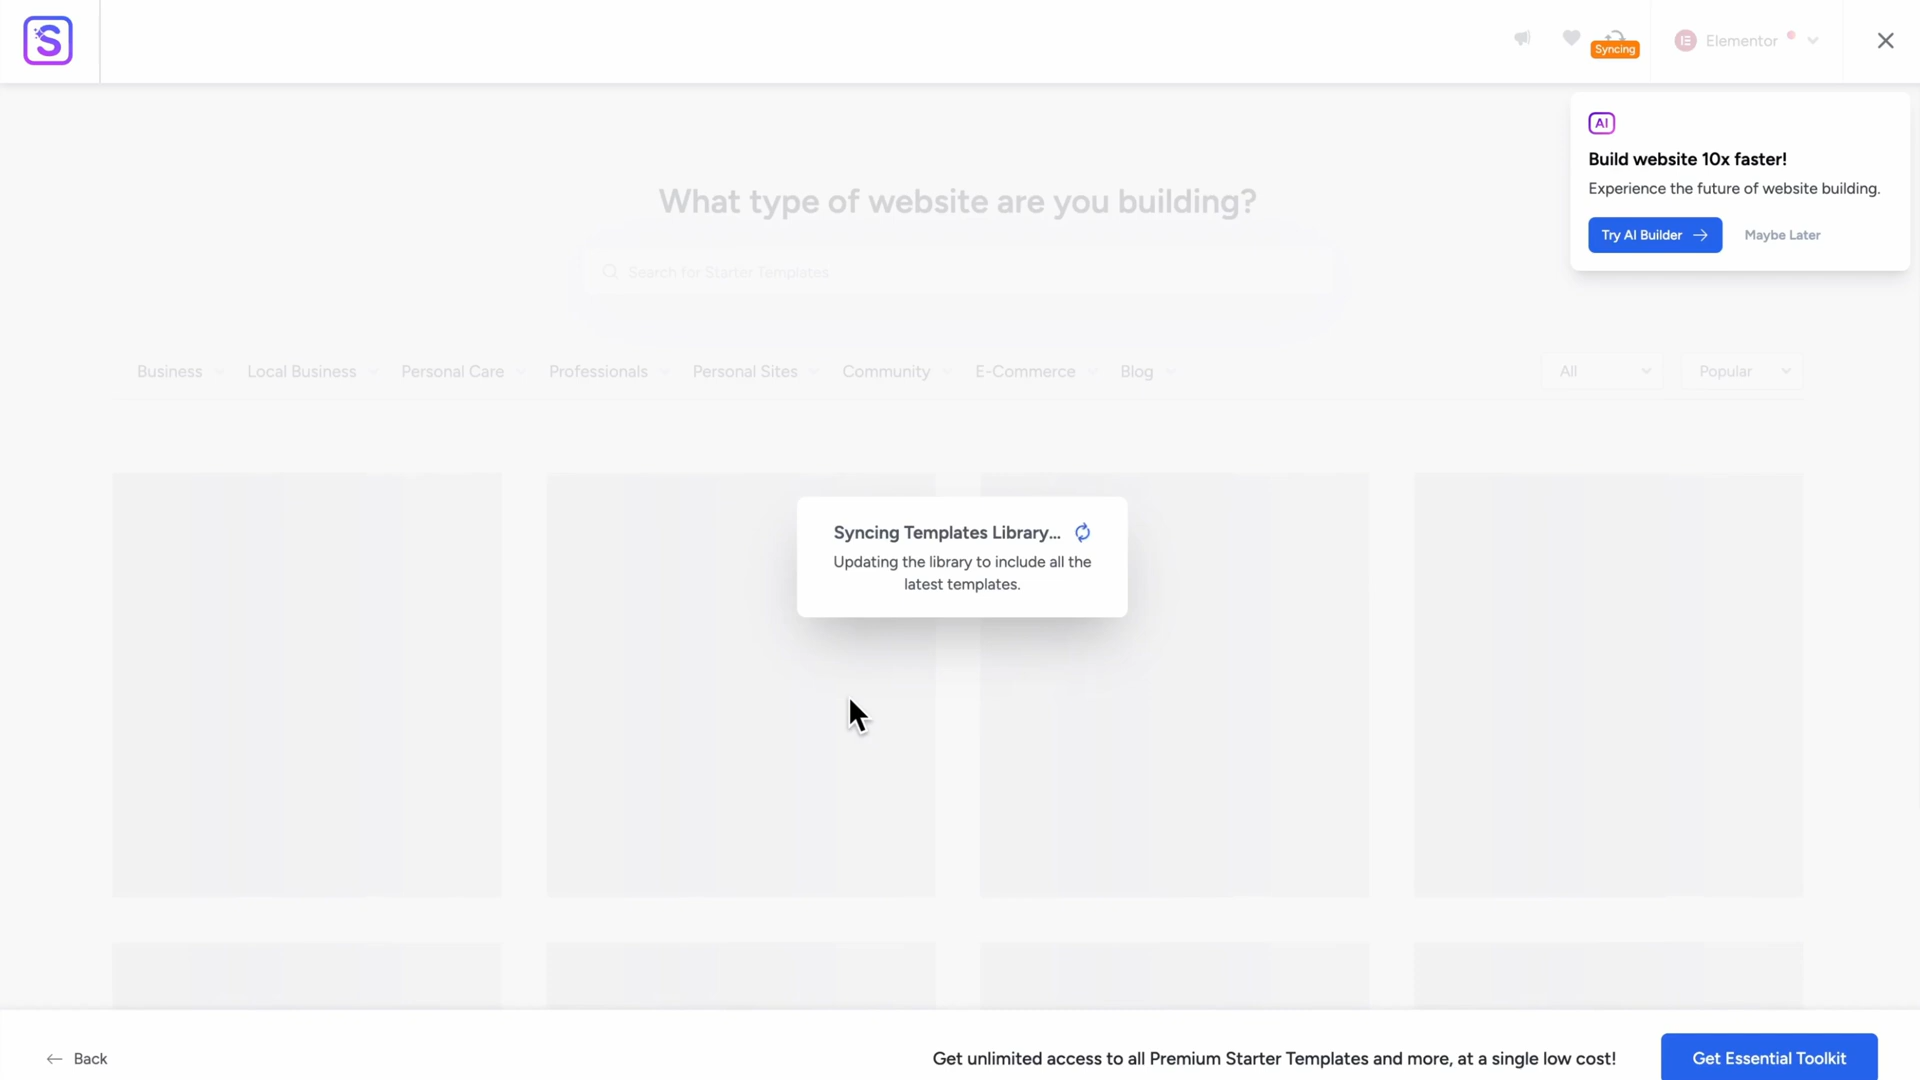 Syncing
Elementor
AI
Build website 10x faster!
Experience the future of website building.
Try AI Builder
Maybe Later
What type of website are you building?
Search for Starter Templates
Business Local Business Personal Care Professionals Personal Sites Community E-Commerce Blog All Popular
Syncing Templates Library...
Updating the library to include all the
latest templates.
Back
Get unlimited access to all Premium Starter Templates and more, at a single low cost!
Get Essential Toolkit